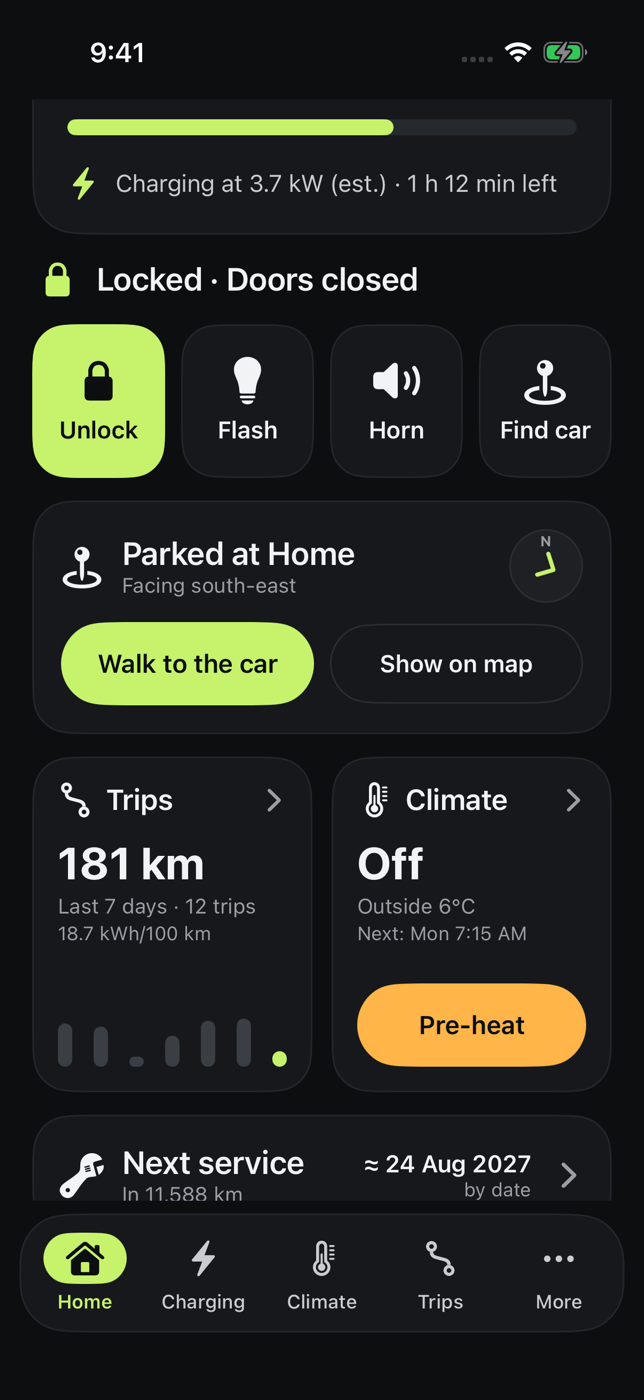 9:41
Charging at 3.7 kW (est.) · 1 h 12 min left
Locked · Doors closed
Unlock
Flash
Horn
Find car
Parked at Home
Facing south-east
N
Walk to the car
Show on map
Trips
181 km
Last 7 days · 12 trips
18.7 kWh/100 km
Climate
Off
Outside 6°C
Next: Mon 7:15 AM
Pre-heat
Next service
In 11,588 km
≈ 24 Aug 2027
by date
Home
Charging
Climate
Trips
More